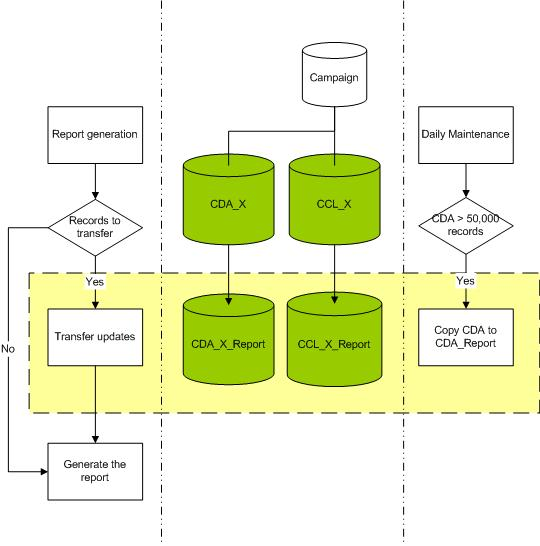 Campaign
Report generation
Daily Maintenance
CDA_X
CCL_X
Records to
transfer
CDA > 50,000
records
Yes
Yes
Transfer updates
CDA_X_Report
CCL_X_Report
Copy CDA to
CDA_Report
No
Generate the
report